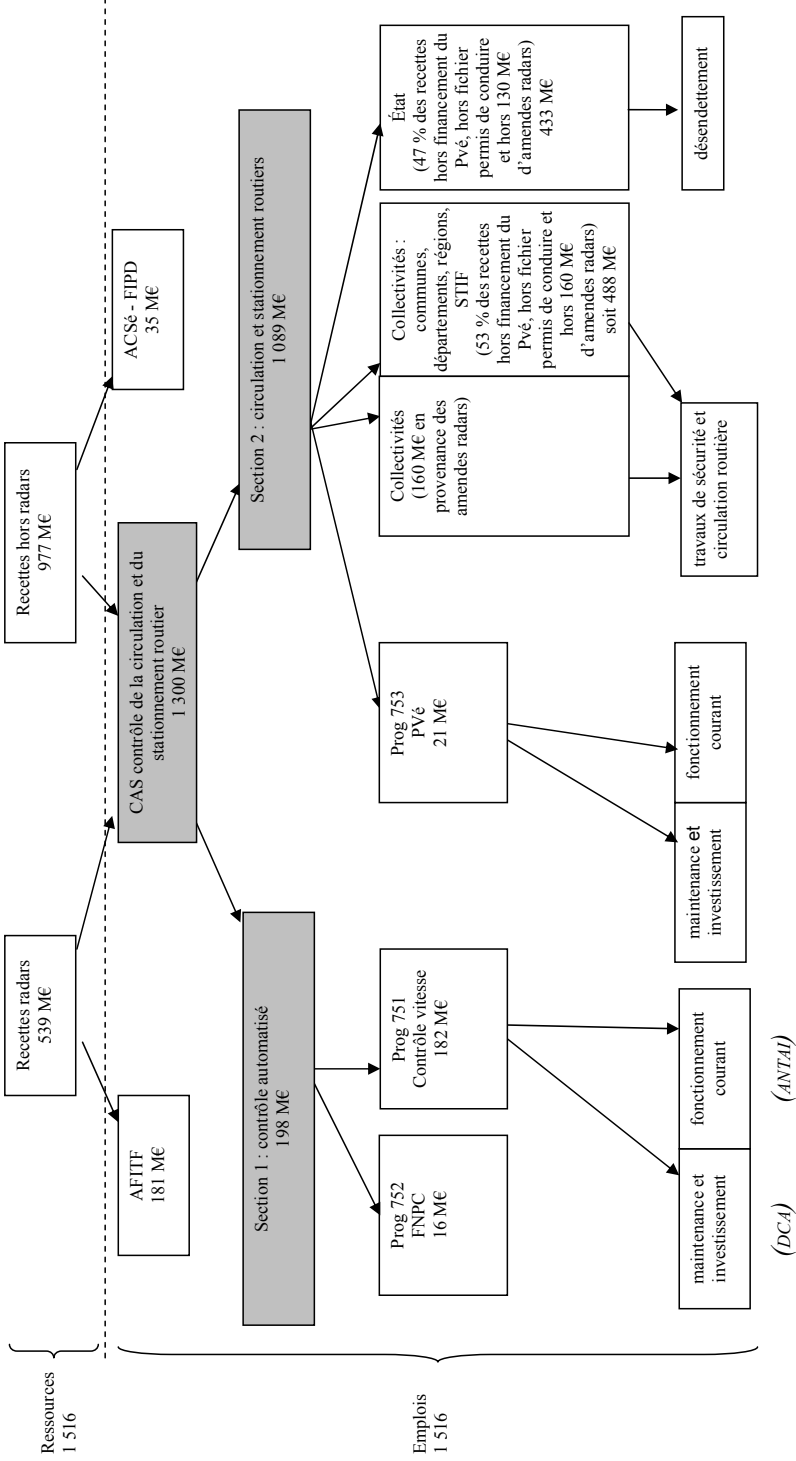 Ressources
1 516
Recettes radars
539 M€
Recettes hors radars
977 M€
Emplois
1 516
AFITF
181 M€
CAS contrôle de la circulation et du
stationnement routier
1 300 M€
ACSé - FIPD
35 M€
Section 1 : contrôle automatisé
198 M€
Section 2 : circulation et stationnement routiers
1 089 M€
Prog 752
FNPC
16 M€
Prog 751
Contrôle vitesse
182 M€
Prog 753
PVé
21 M€
Collectivités
(160 M€ en
provenance des
amendes radars)
Collectivités :
communes,
départements, régions,
STIF
(53 % des recettes
hors financement du
Pvé, hors fichier
permis de conduire et
hors 160 M€
d’amendes radars)
soit 488 M€
État
(47 % des recettes
hors financement du
Pvé, hors fichier
permis de conduire
et hors 130 M€
d’amendes radars)
433 M€
maintenance et
investissement
fonctionnement
courant
maintenance et
investissement
fonctionnement
courant
travaux de sécurité et
circulation routière
désendettement
(DCA)
(ANTAI)